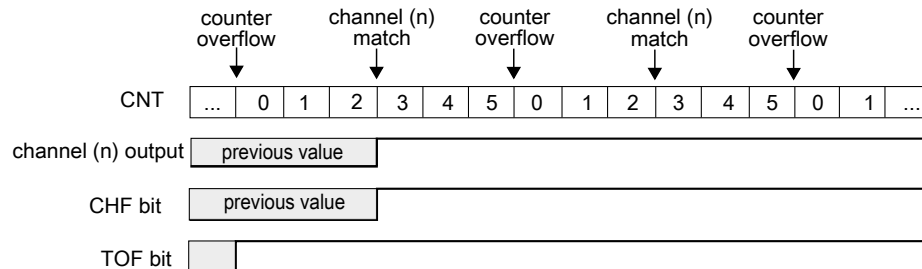 counter overflow
channel (n) match
counter overflow
channel (n) match
counter overflow
CNT ... 0 1 2 3 4 5 0 1 2 3 4 5 0 1 ...
channel (n) output previous value
CHF bit previous value
TOF bit